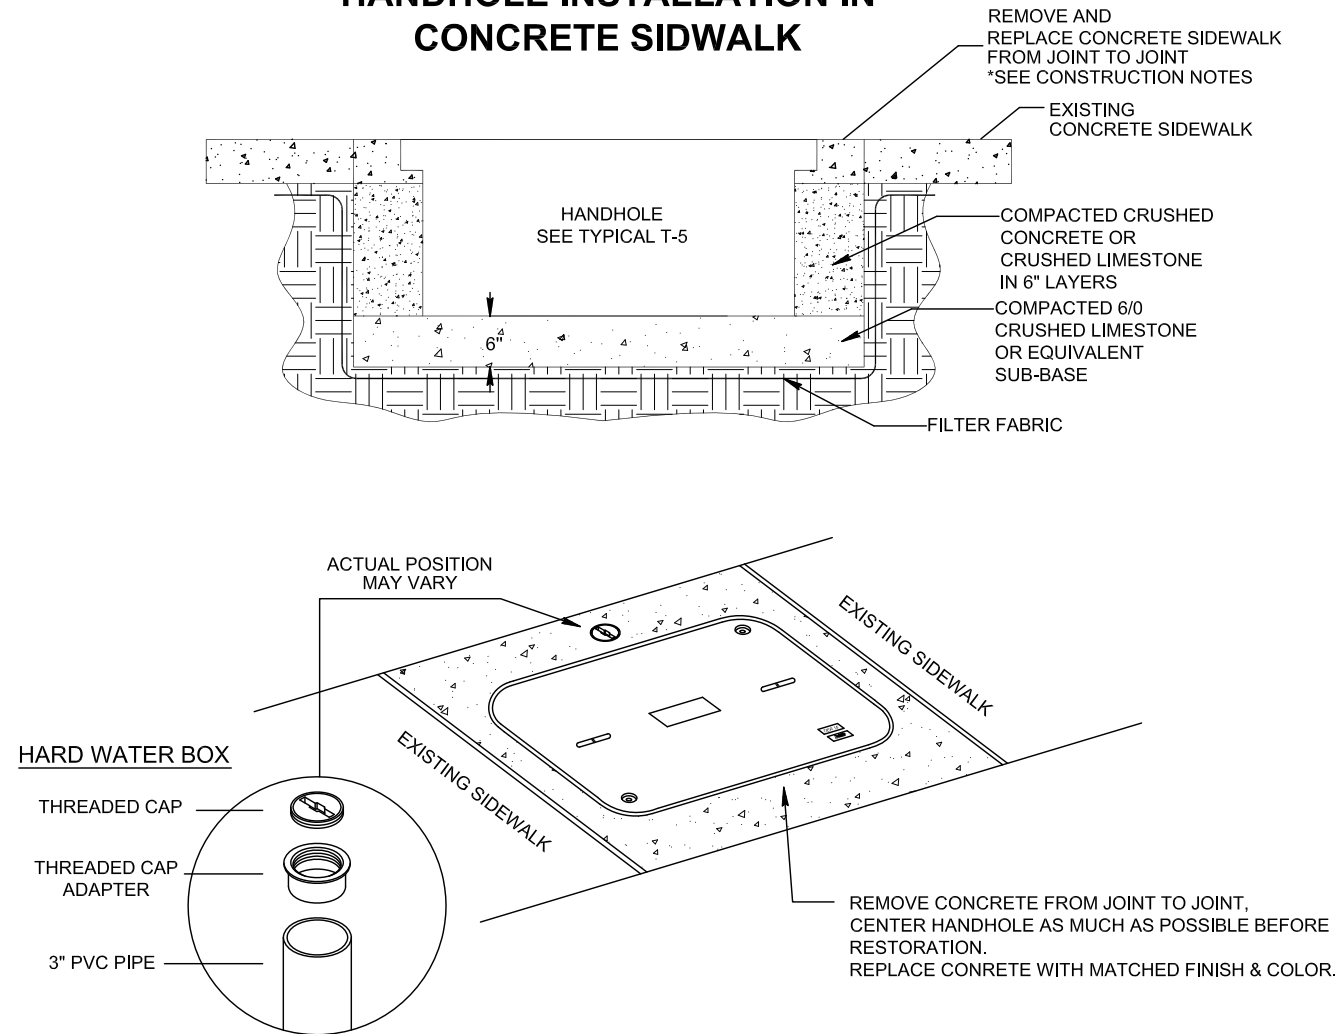 HANDHOLE INSTALLATION IN
CONCRETE SIDWALK
REMOVE AND
REPLACE CONCRETE SIDEWALK
FROM JOINT TO JOINT
*SEE CONSTRUCTION NOTES
EXISTING
CONCRETE SIDEWALK
HANDHOLE
SEE TYPICAL T-5
COMPACTED CRUSHED
CONCRETE OR
CRUSHED LIMESTONE
IN 6" LAYERS
COMPACTED 6/0
CRUSHED LIMESTONE
OR EQUIVALENT
SUB-BASE
6"
FILTER FABRIC
ACTUAL POSITION
MAY VARY
EXISTING SIDEWALK
EXISTING SIDEWALK
HARD WATER BOX
THREADED CAP
THREADED CAP
ADAPTER
3" PVC PIPE
REMOVE CONCRETE FROM JOINT TO JOINT,
CENTER HANDHOLE AS MUCH AS POSSIBLE BEFORE
RESTORATION.
REPLACE CONRETE WITH MATCHED FINISH & COLOR.